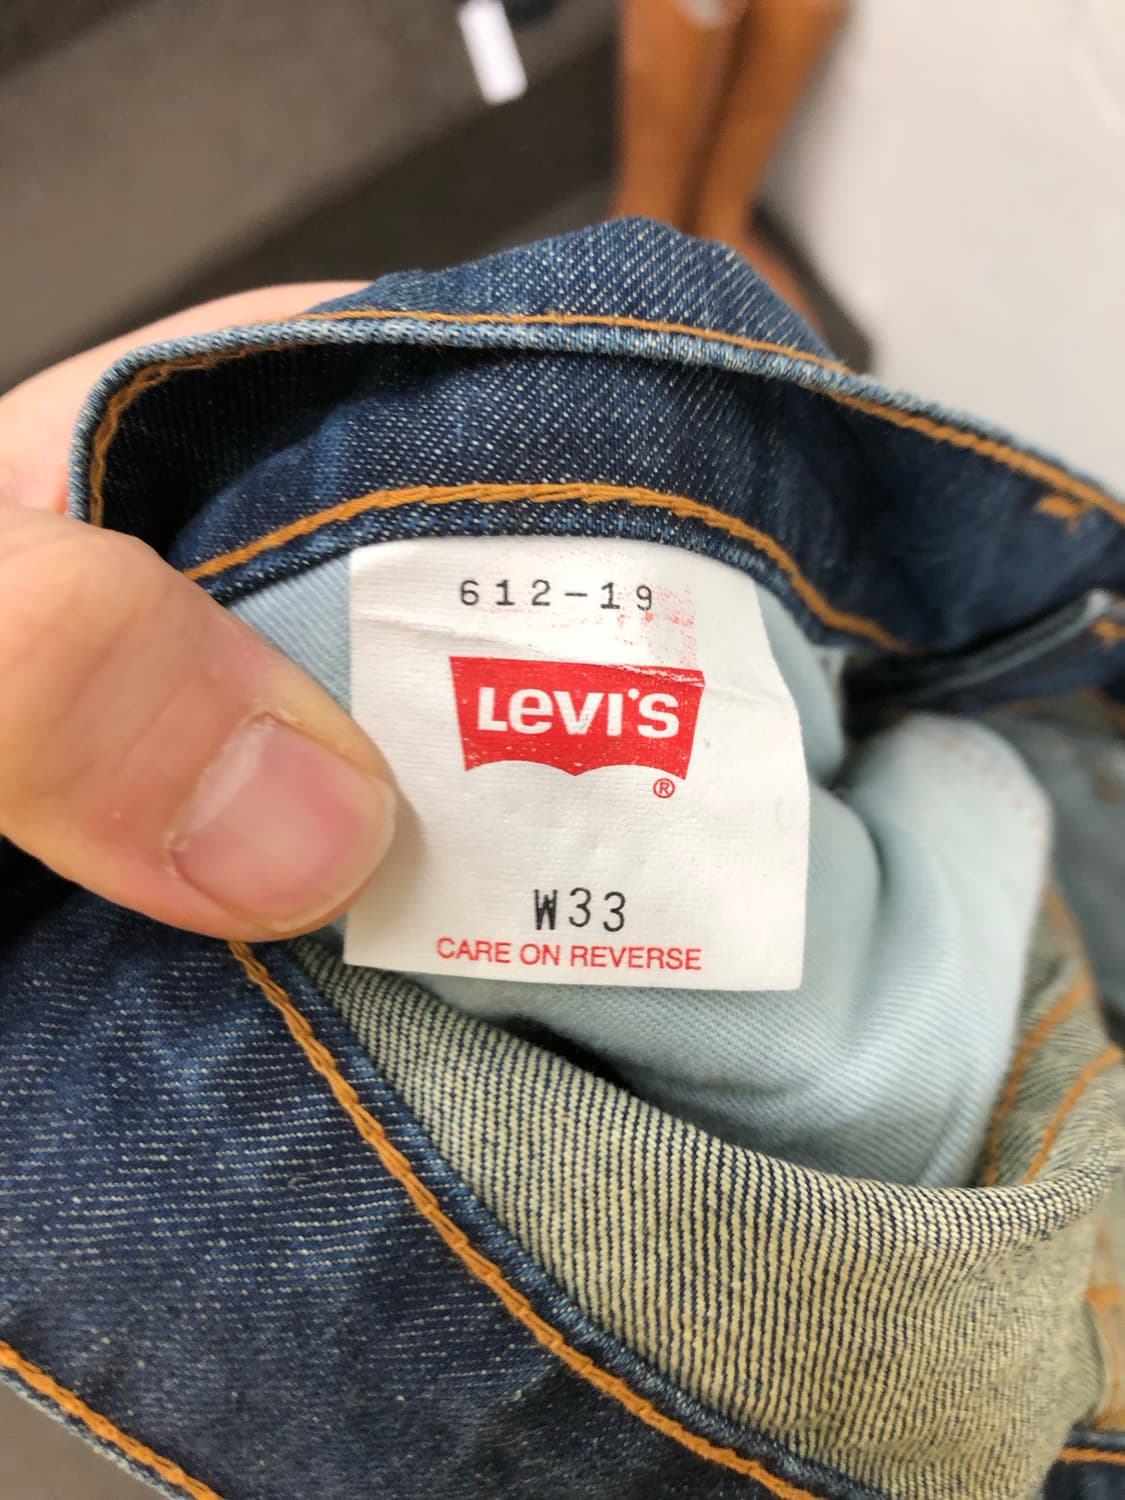 612-19
LEVI'S
®
W33
CARE ON REVERSE